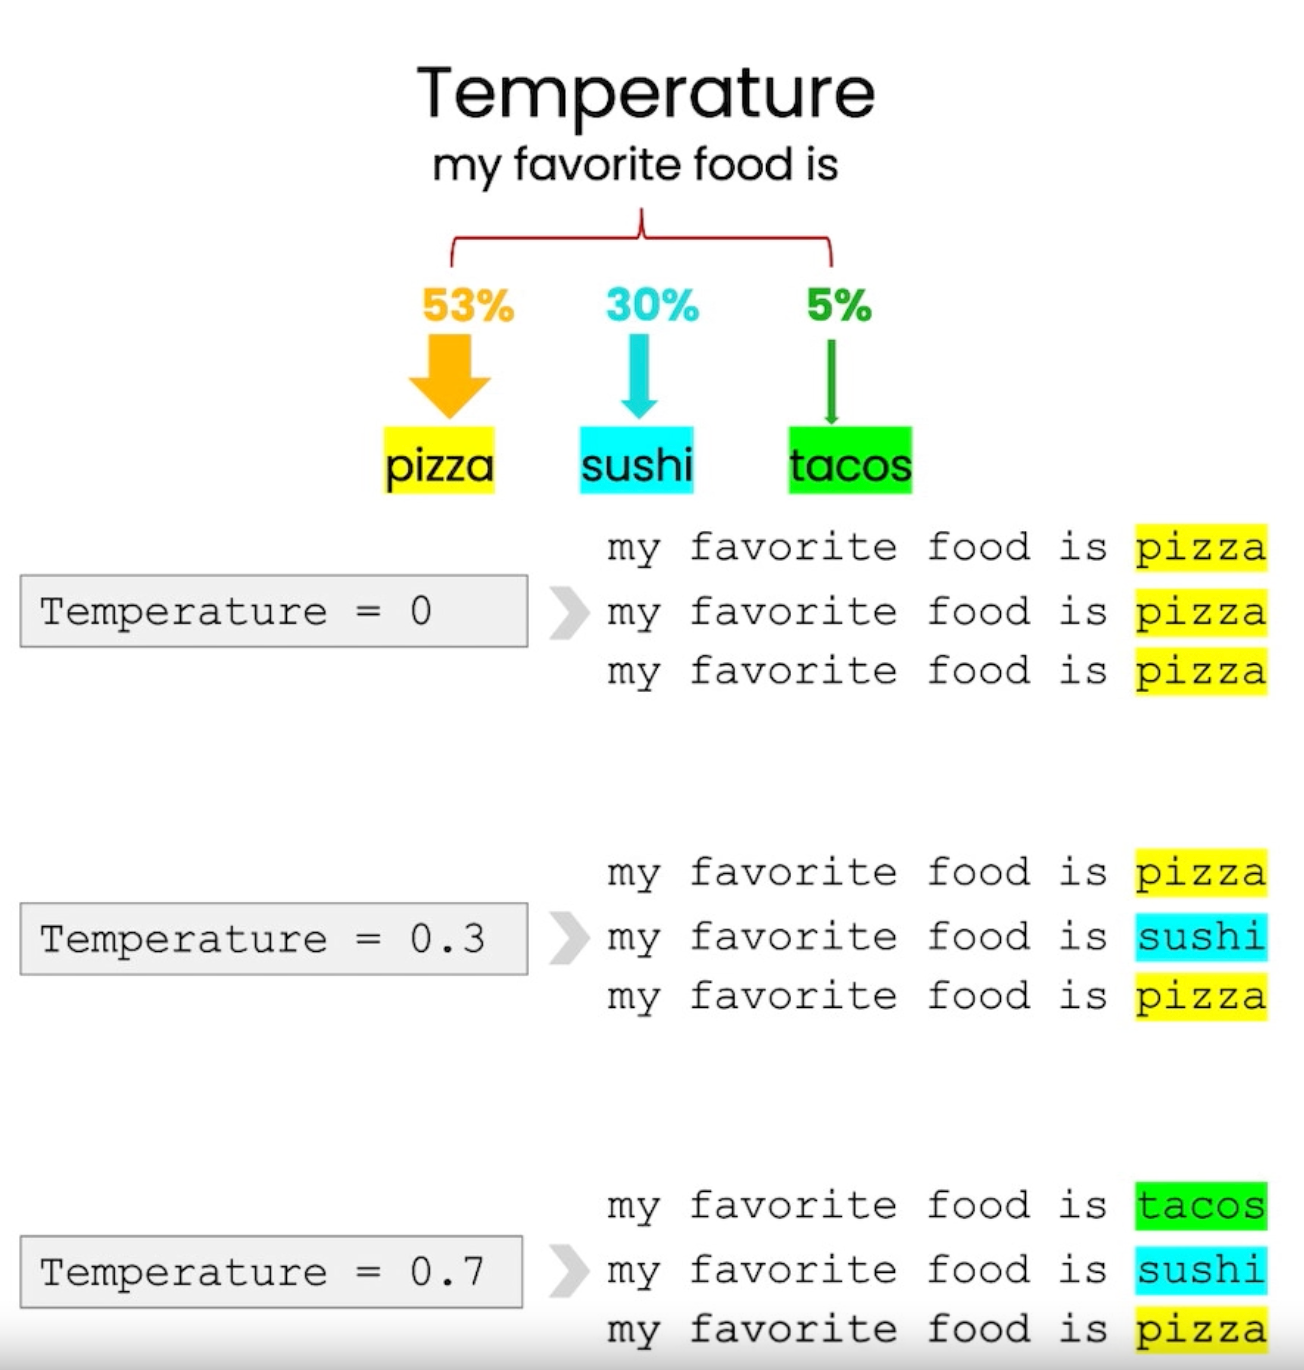 Temperature
my favorite food is
53% 30% 5%
pizza sushi tacos
my favorite food is pizza
Temperature = 0
my favorite food is pizza
my favorite food is pizza
my favorite food is pizza
Temperature = 0.3
my favorite food is sushi
my favorite food is pizza
my favorite food is tacos
Temperature = 0.7
my favorite food is sushi
my favorite food is pizza